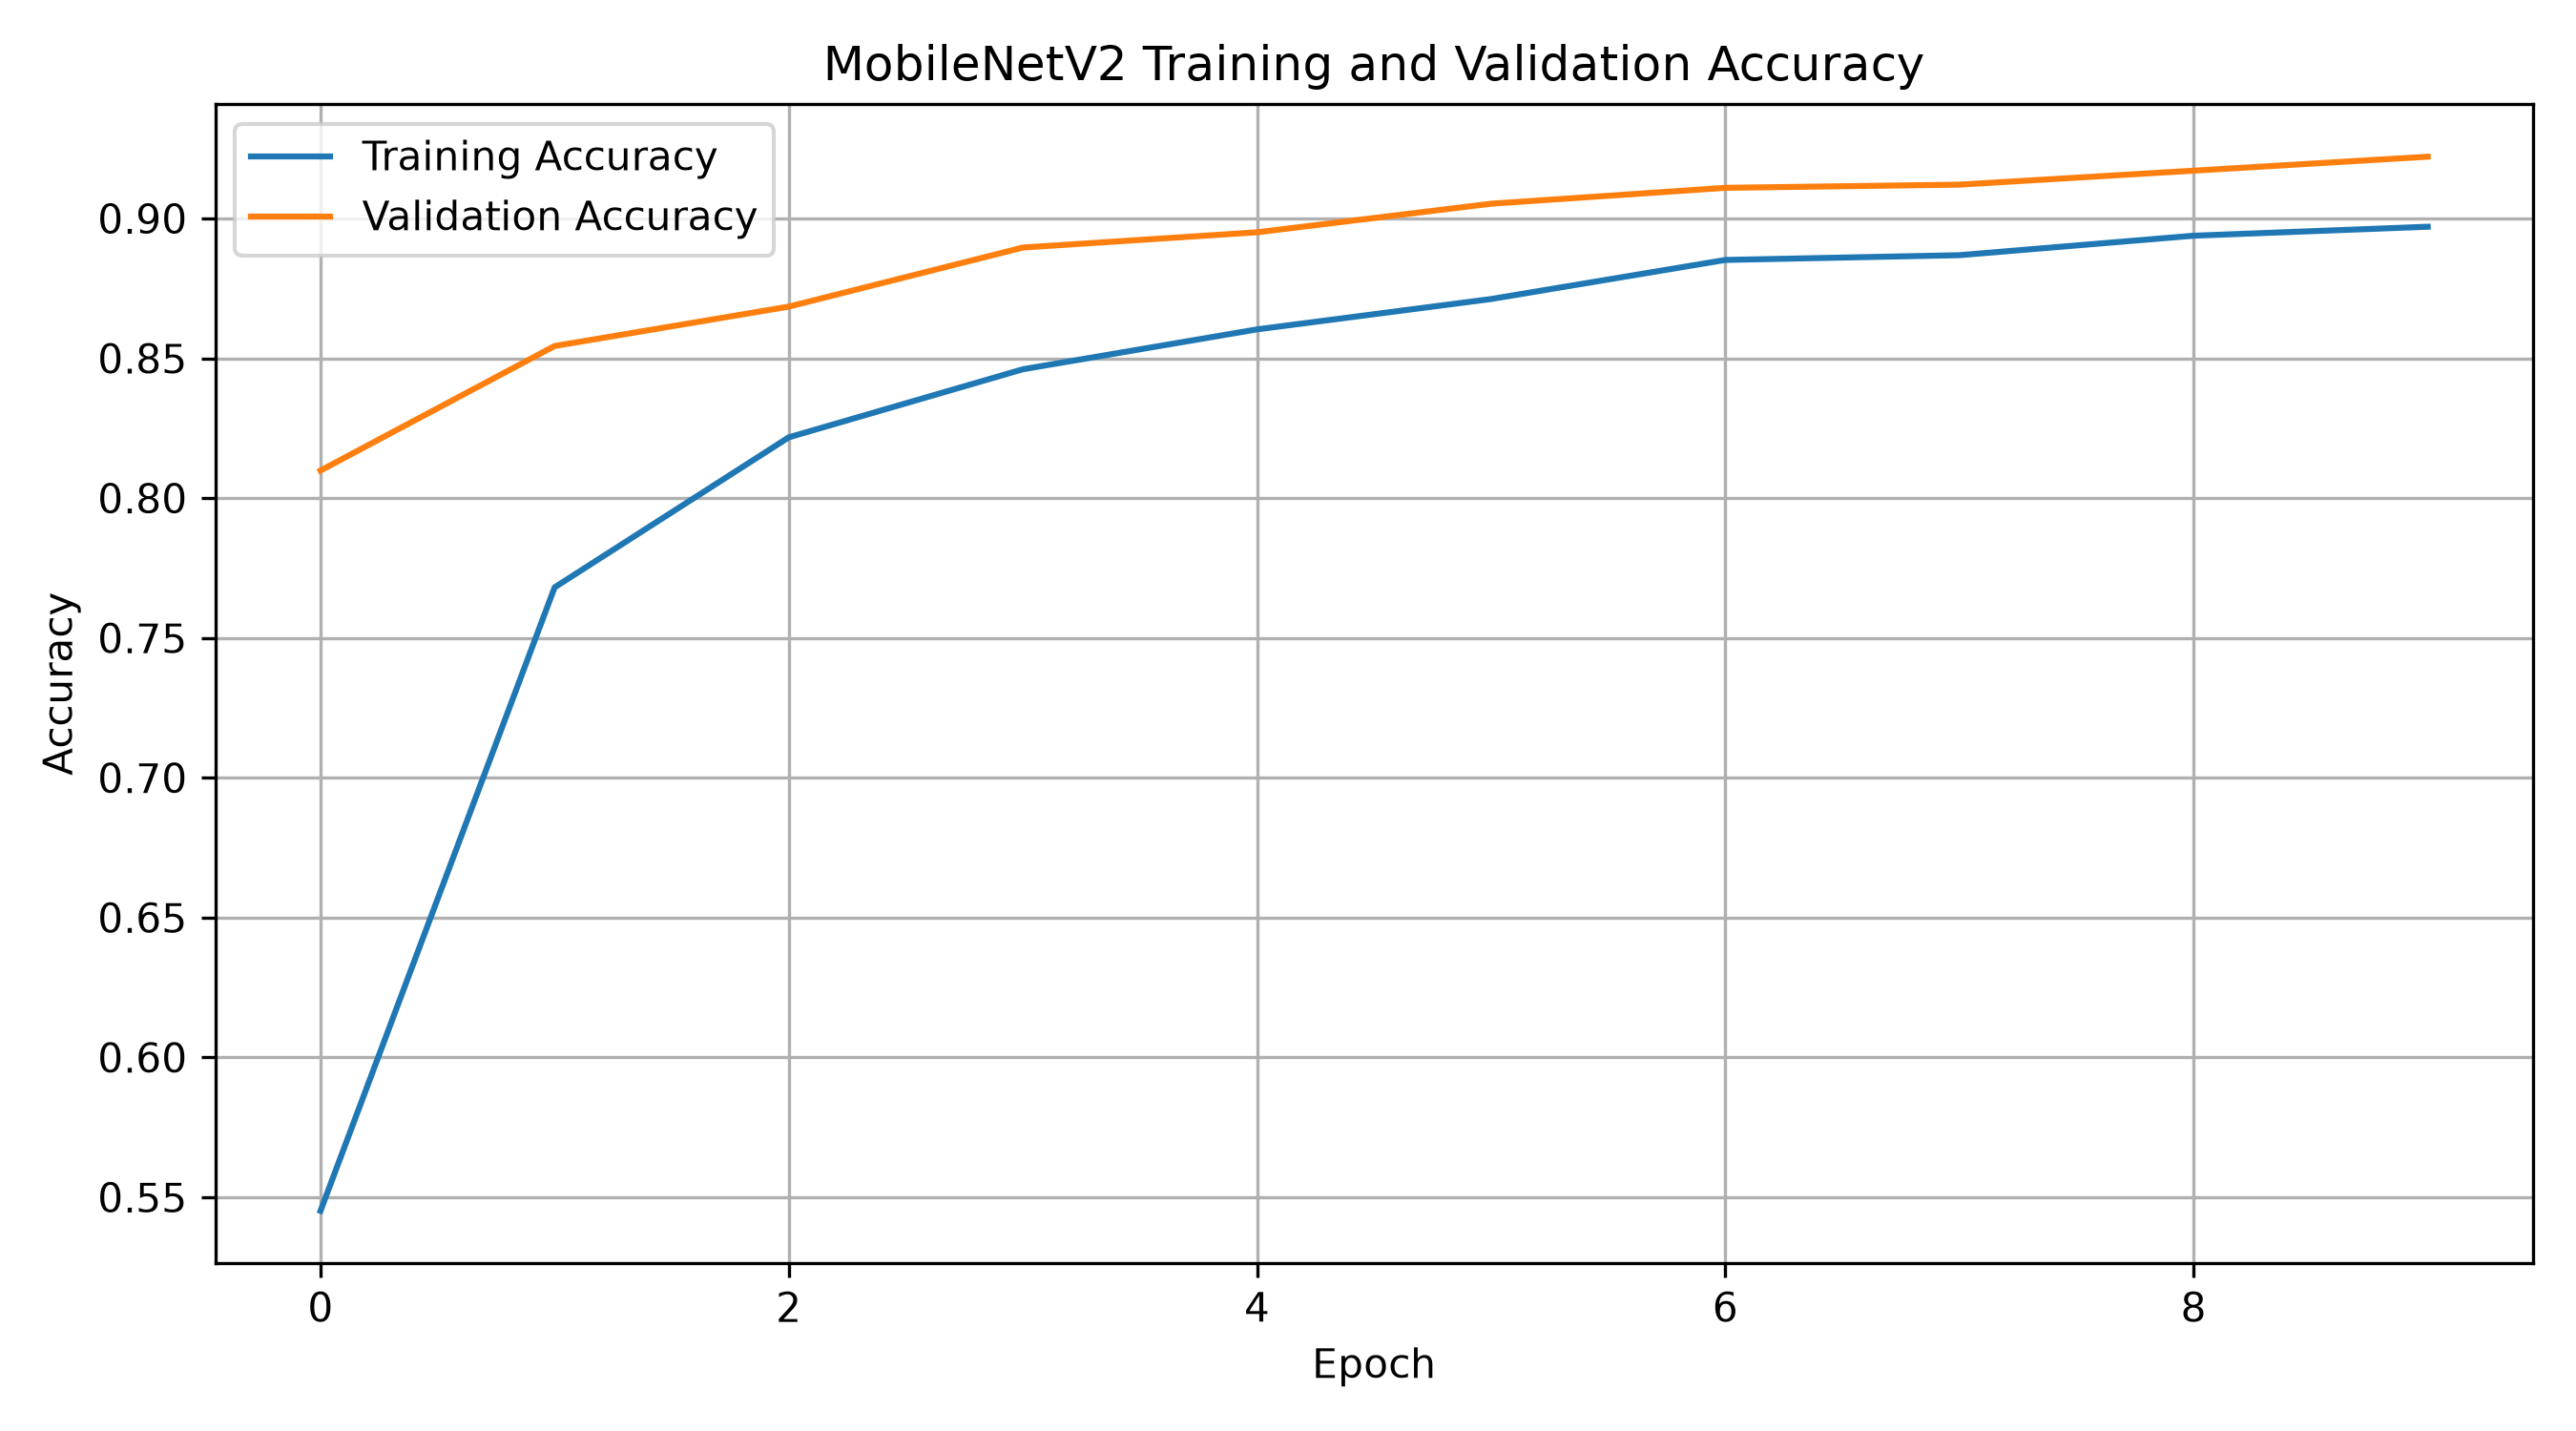 MobileNetV2 Training and Validation Accuracy
Training Accuracy
Validation Accuracy
0.90
0.85
0.80
0.75
0.70
0.65
0.60
0.55
Accuracy
0 2 4 6 8
Epoch